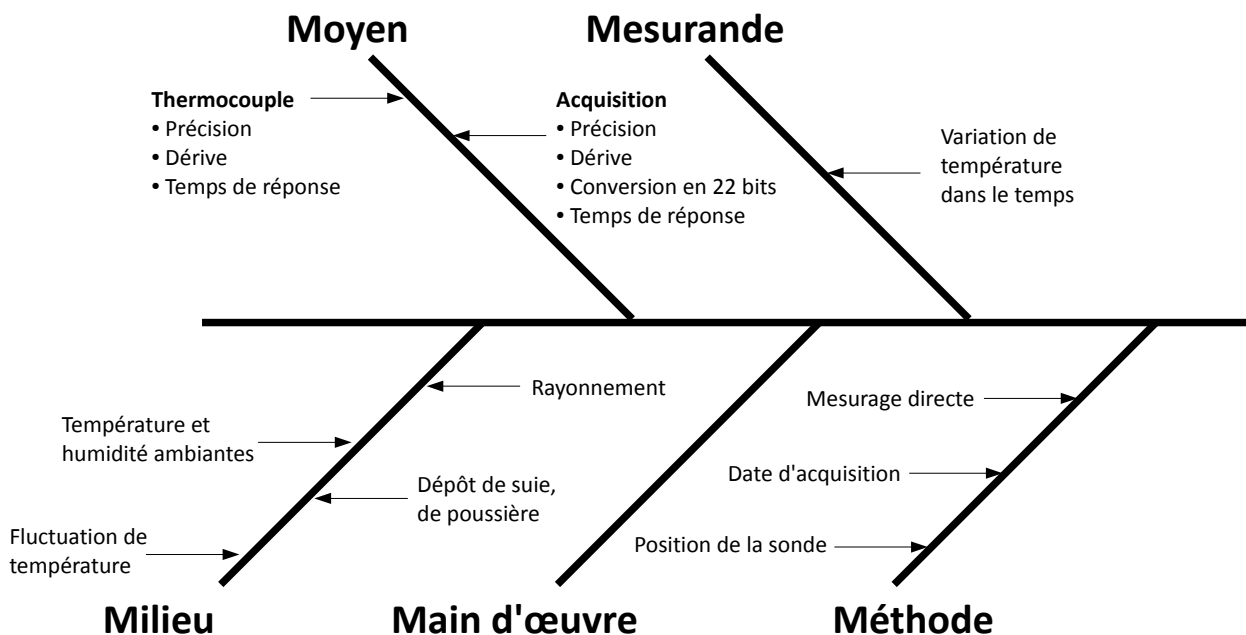 Moyen
Mesurande
Thermocouple
• Précision
• Dérive
• Temps de réponse
Acquisition
• Précision
• Dérive
• Conversion en 22 bits
• Temps de réponse
Variation de
température
dans le temps
Rayonnement
Température et
humidité ambiantes
Dépôt de suie,
de poussière
Fluctuation de
température
Mesurage directe
Date d'acquisition
Position de la sonde
Milieu
Main d'œuvre
Méthode